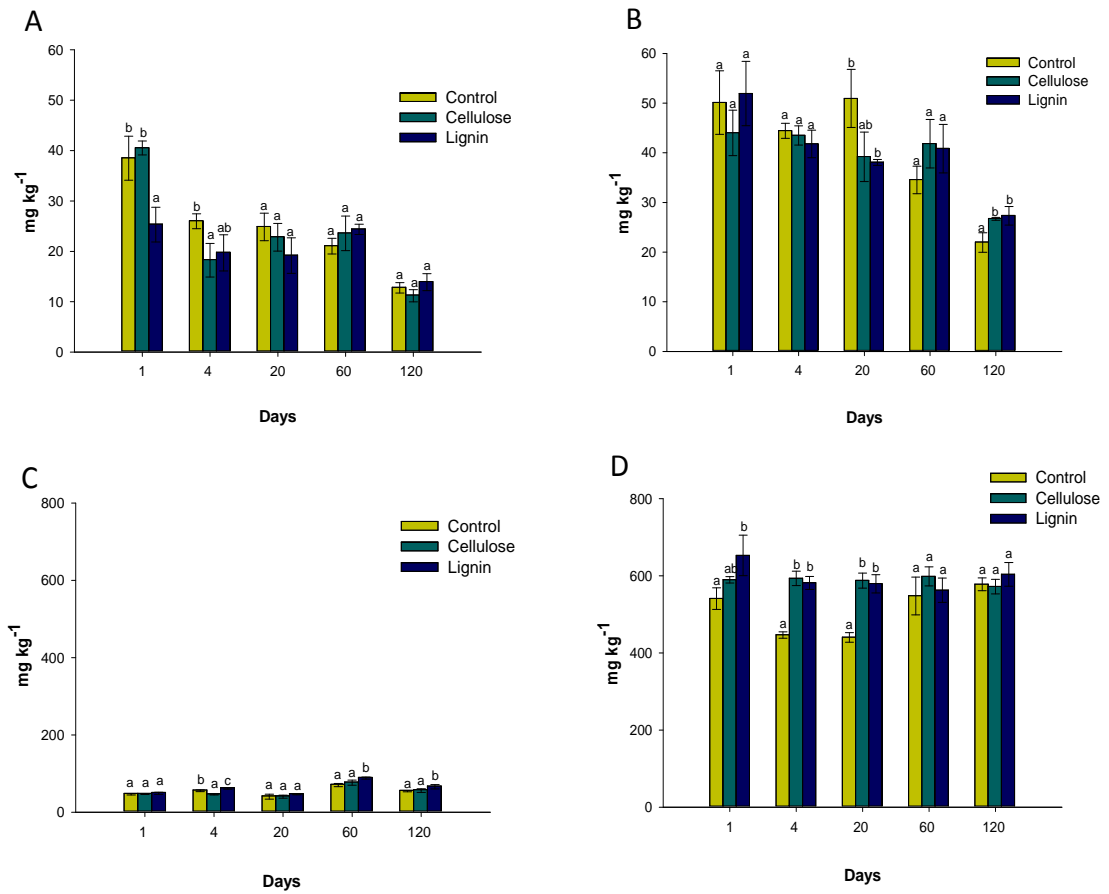 A
60
50
40
30
20
10
0
mg kg-1
b b a
b a ab
a a a
a a a
a a a
Control
Cellulose
Lignin
1 4 20 60 120
Days
B
60
50
40
30
20
10
0
mg kg-1
a a a
a a a
b ab b
a a a
a b b
Control
Cellulose
Lignin
1 4 20 60 120
Days
C
800
600
400
200
0
mg kg-1
a a a
b a c
a a a
a a b
a a b
Control
Cellulose
Lignin
1 4 20 60 120
Days
D
800
600
400
200
0
mg kg-1
a ab b
a b b
a b b
a a a
a a a
Control
Cellulose
Lignin
1 4 20 60 120
Days